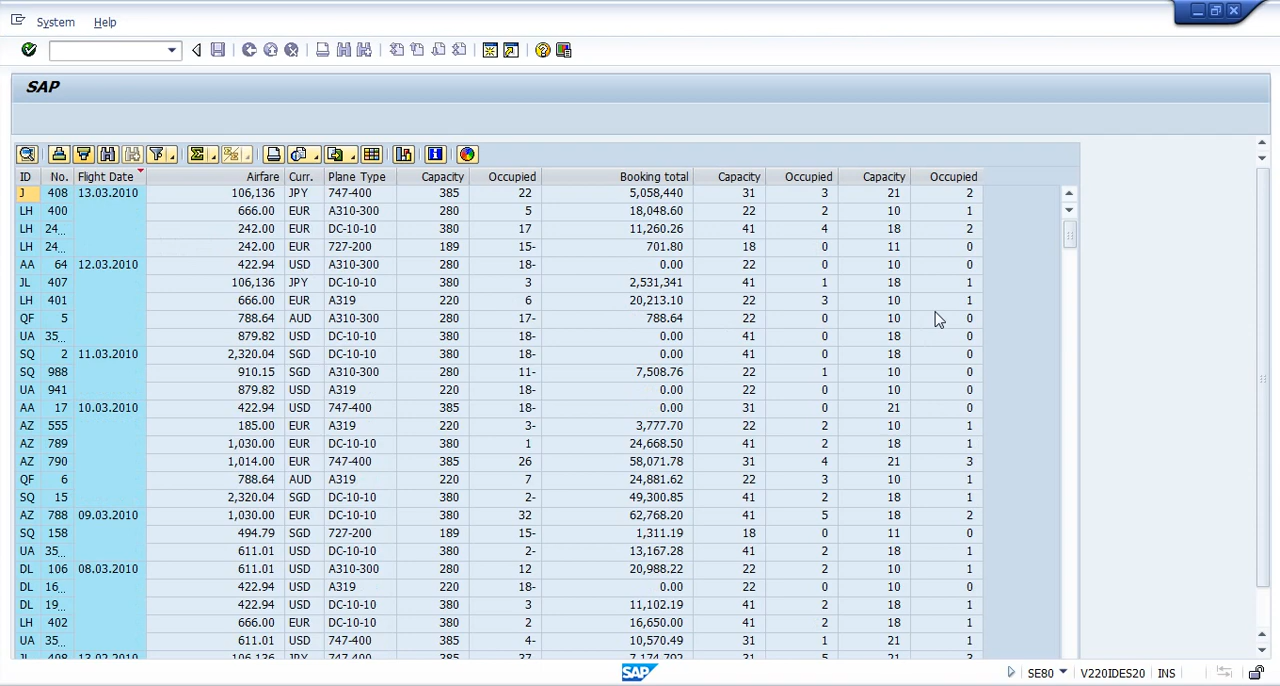 System Help
SAP
ID No. Flight Date Airfare Curr. Plane Type Capacity Occupied Booking total Capacity Occupied Capacity Occupied
J 408 13.03.2010 106,136 JPY 747-400 385 22 5,058,440 31 3 21 2
LH 400 666.00 EUR A310-300 280 5 18,048.60 22 2 10 1
LH 24... 242.00 EUR DC-10-10 380 17 11,260.26 41 4 18 2
LH 24... 242.00 EUR 727-200 189 15- 701.80 18 0 11 0
AA 64 12.03.2010 422.94 USD A310-300 280 18- 0.00 22 0 10 0
JL 407 106,136 JPY DC-10-10 380 3 2,531,341 41 1 18 1
LH 401 666.00 EUR A319 220 6 20,213.10 22 3 10 1
QF 5 788.64 AUD A310-300 280 17- 788.64 22 0 10 0
UA 35... 879.82 USD DC-10-10 380 18- 0.00 41 0 18 0
SQ 2 11.03.2010 2,320.04 SGD DC-10-10 380 18- 0.00 41 0 18 0
SQ 988 910.15 SGD A310-300 280 11- 7,508.76 22 1 10 0
UA 941 879.82 USD A319 220 18- 0.00 22 0 10 0
AA 17 10.03.2010 422.94 USD 747-400 385 18- 0.00 31 0 21 0
AZ 555 185.00 EUR A319 220 3- 3,777.70 22 2 10 1
AZ 789 1,030.00 EUR DC-10-10 380 1 24,668.50 41 2 18 1
AZ 790 1,014.00 EUR 747-400 385 26 58,071.78 31 4 21 3
QF 6 788.64 AUD A319 220 7 24,881.62 22 3 10 1
SQ 15 2,320.04 SGD DC-10-10 380 2- 49,300.85 41 2 18 1
AZ 788 09.03.2010 1,030.00 EUR DC-10-10 380 32 62,768.20 41 5 18 2
SQ 158 494.79 SGD 727-200 189 15- 1,311.19 18 0 11 0
UA 35... 611.01 USD DC-10-10 380 2- 13,167.28 41 2 18 1
DL 106 08.03.2010 611.01 USD A310-300 280 12 20,988.22 22 2 10 1
DL 16... 422.94 USD A319 220 18- 0.00 22 0 10 0
DL 19... 422.94 USD DC-10-10 380 3 11,102.19 41 2 18 1
LH 402 666.00 EUR DC-10-10 380 2 16,650.00 41 2 18 1
UA 35... 611.01 USD 747-400 385 4- 10,570.49 31 1 21 1
JL 408 13.02.2010 106,136 JPY 747-400 385 37 7,174,792 31 5 21 3
SAP SE80 V220IDES20 INS